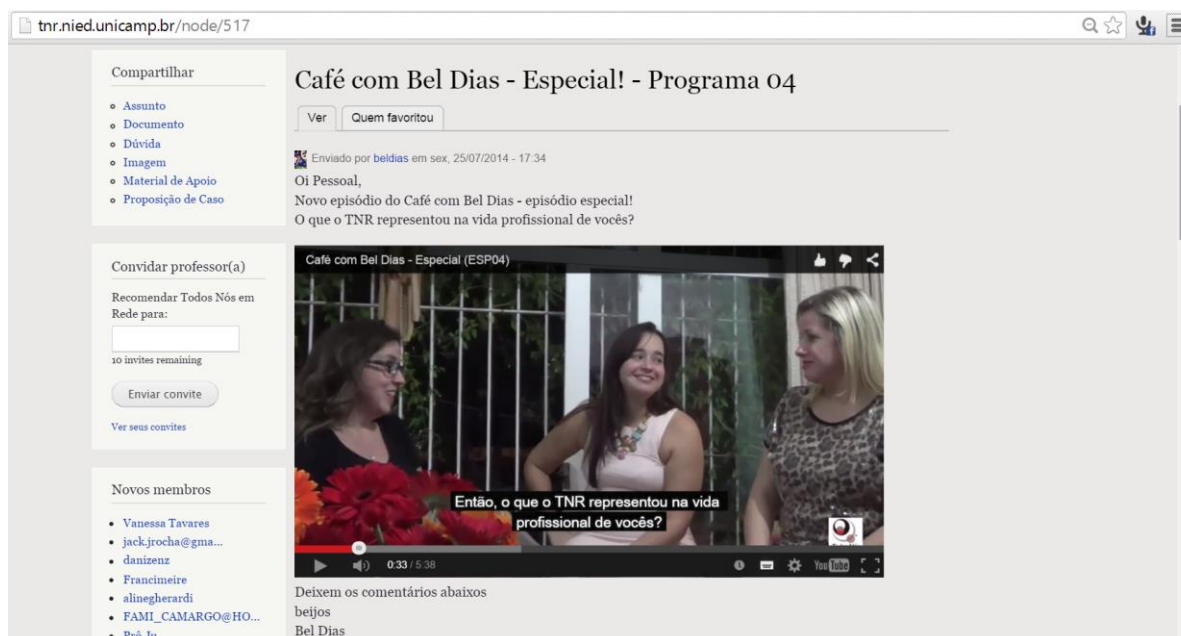 tnr.nied.unicamp.br/node/517
Compartilhar
Assunto
Documento
Dúvida
Imagem
Material de Apoio
Proposição de Caso
Convidar professor(a)
Recomendar Todos Nós em
Rede para:
10 invites remaining
Enviar convite
Ver seus convites
Novos membros
Vanessa Tavares
jack.jrocha@gma...
danizenz
Francimeire
alinegherardi
FAMI_CAMARGO@HO...
Café com Bel Dias - Especial! - Programa 04
Ver
Quem favoritou
Enviado por beldias em sex, 25/07/2014 - 17:34
Oi Pessoal,
Novo episódio do Café com Bel Dias - episódio especial!
O que o TNR representou na vida profissional de vocês?
Café com Bel Dias - Especial (ESP04)
Então, o que o TNR representou na vida
profissional de vocês?
0:33 / 5:38
YouTube
Deixem os comentários abaixos
beijos
Bel Dias